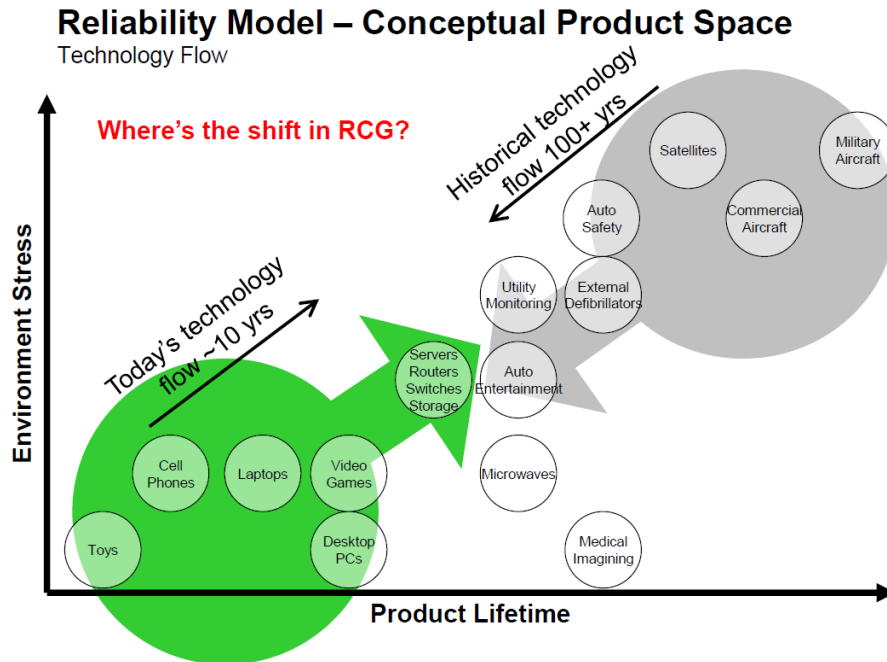 Reliability Model – Conceptual Product Space
Technology Flow
Where's the shift in RCG?
Historical technology
flow 100+ yrs
Satellites
Military
Aircraft
Auto
Safety
Commercial
Aircraft
Today's technology
flow ~10 yrs
Utility
Monitoring
External
Defibrillators
Servers
Routers
Switches
Storage
Auto
Entertainment
Cell
Phones
Laptops
Video
Games
Microwaves
Toys
Desktop
PCs
Medical
Imagining
Environment Stress
Product Lifetime